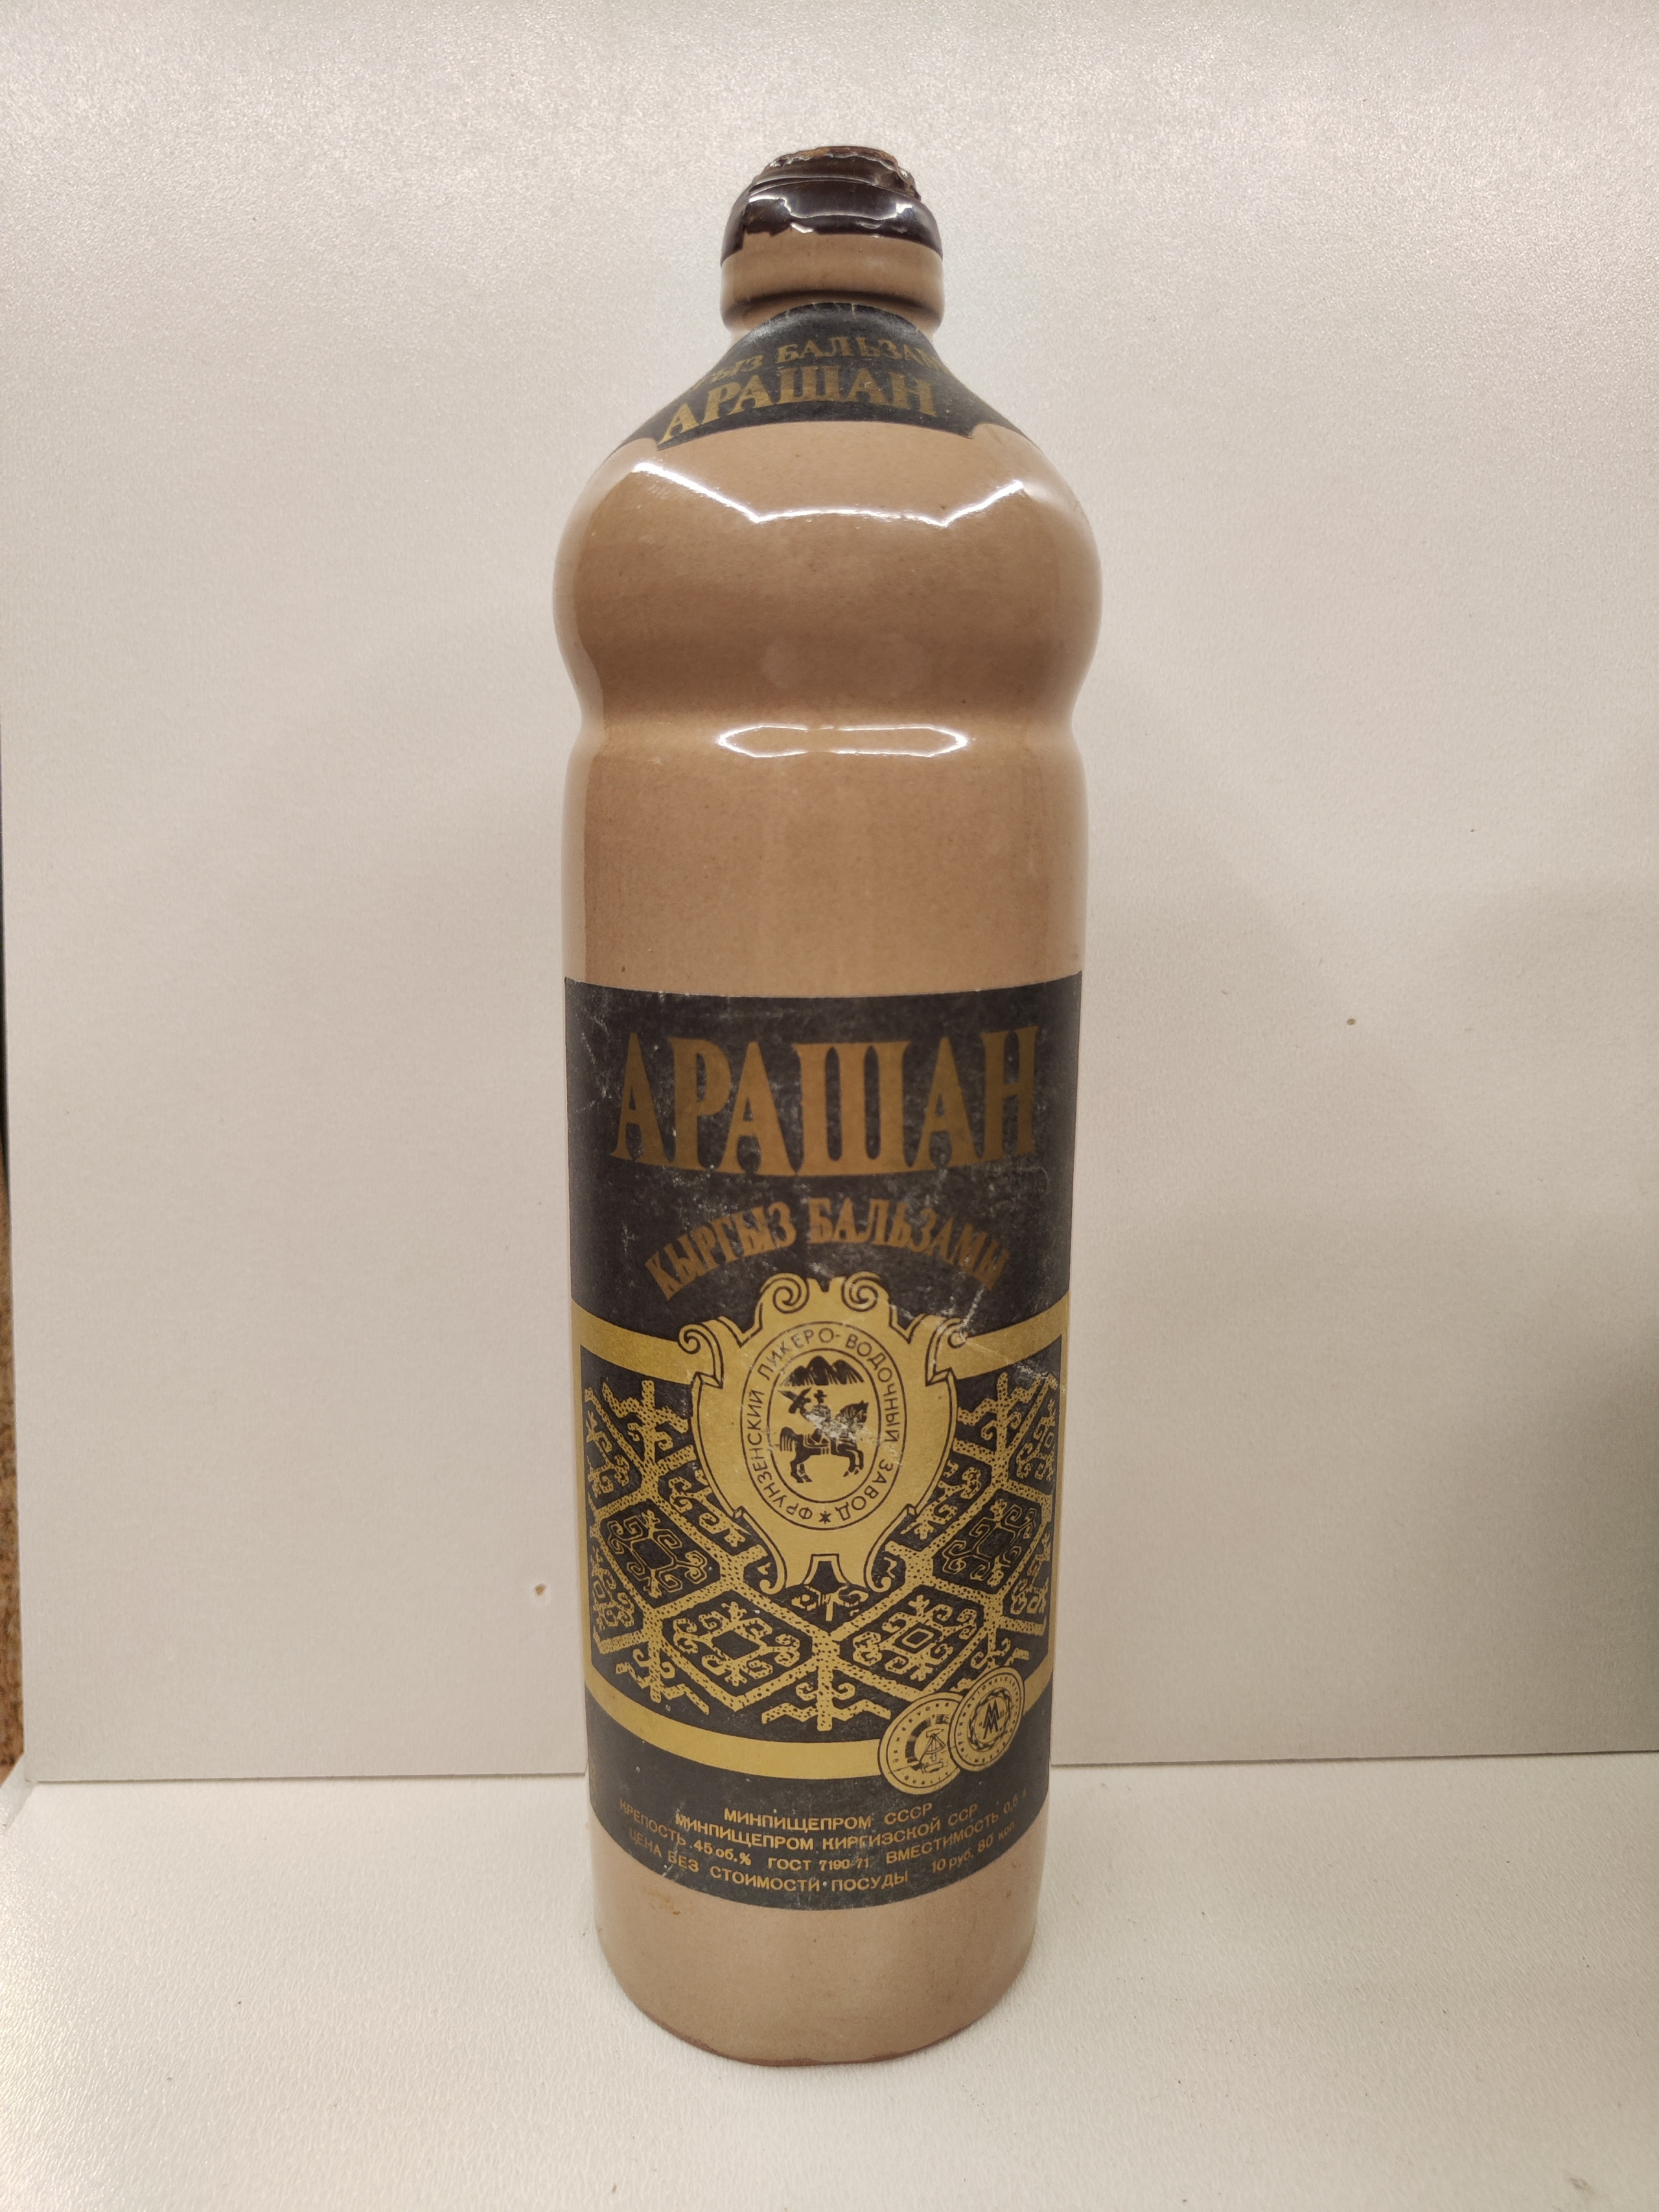 БАЛЬЗАМЫ
АРАШАН
АРАШАН
КЫРГЫЗ БАЛЬЗАМЫ
ФРУНЗЕНСКИЙ ЛИКЕРО-ВОДОЧНЫЙ ЗАВОД
МИНПИЩЕПРОМ СССР
МИНПИЩЕПРОМ КИРГИЗСКОЙ ССР
КРЕПОСТЬ 45 об.% ГОСТ 7190-71 ВМЕСТИМОСТЬ
ЦЕНА БЕЗ СТОИМОСТИ ПОСУДЫ 10 руб. 80 коп